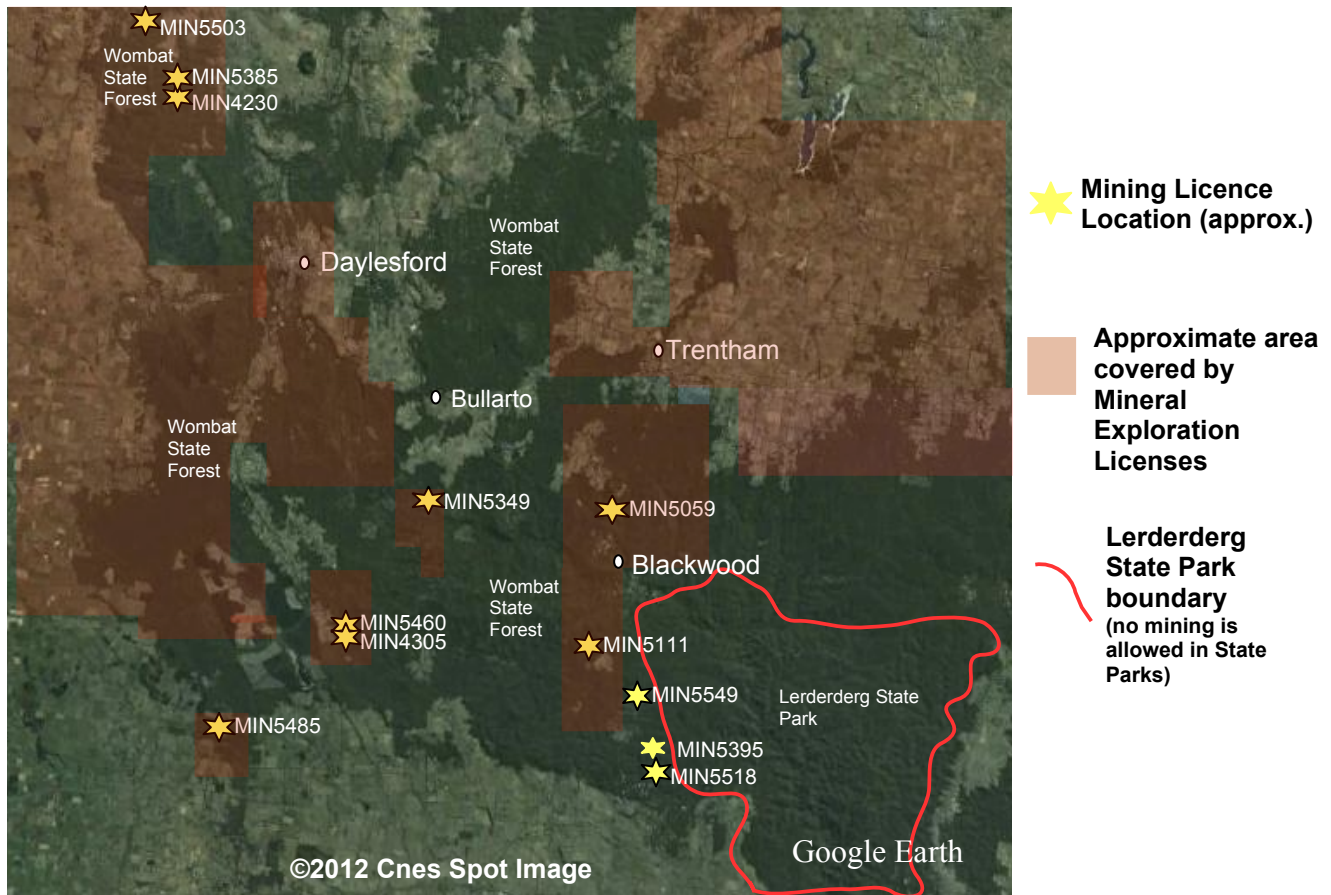 MIN5503
Wombat
State
Forest
MIN5385
MIN4230
Wombat
State
Forest
Daylesford
Trentham
Bullarto
Wombat
State
Forest
MIN5349
MIN5059
Blackwood
Wombat
State
Forest
MIN5460
MIN4305
MIN5111
MIN5549
Lerderderg State
Park
MIN5485
MIN5395
MIN5518
Google Earth
©2012 Cnes Spot Image
Mining Licence
Location (approx.)
Approximate area
covered by
Mineral
Exploration
Licenses
Lerderderg
State Park
boundary
(no mining is
allowed in State
Parks)